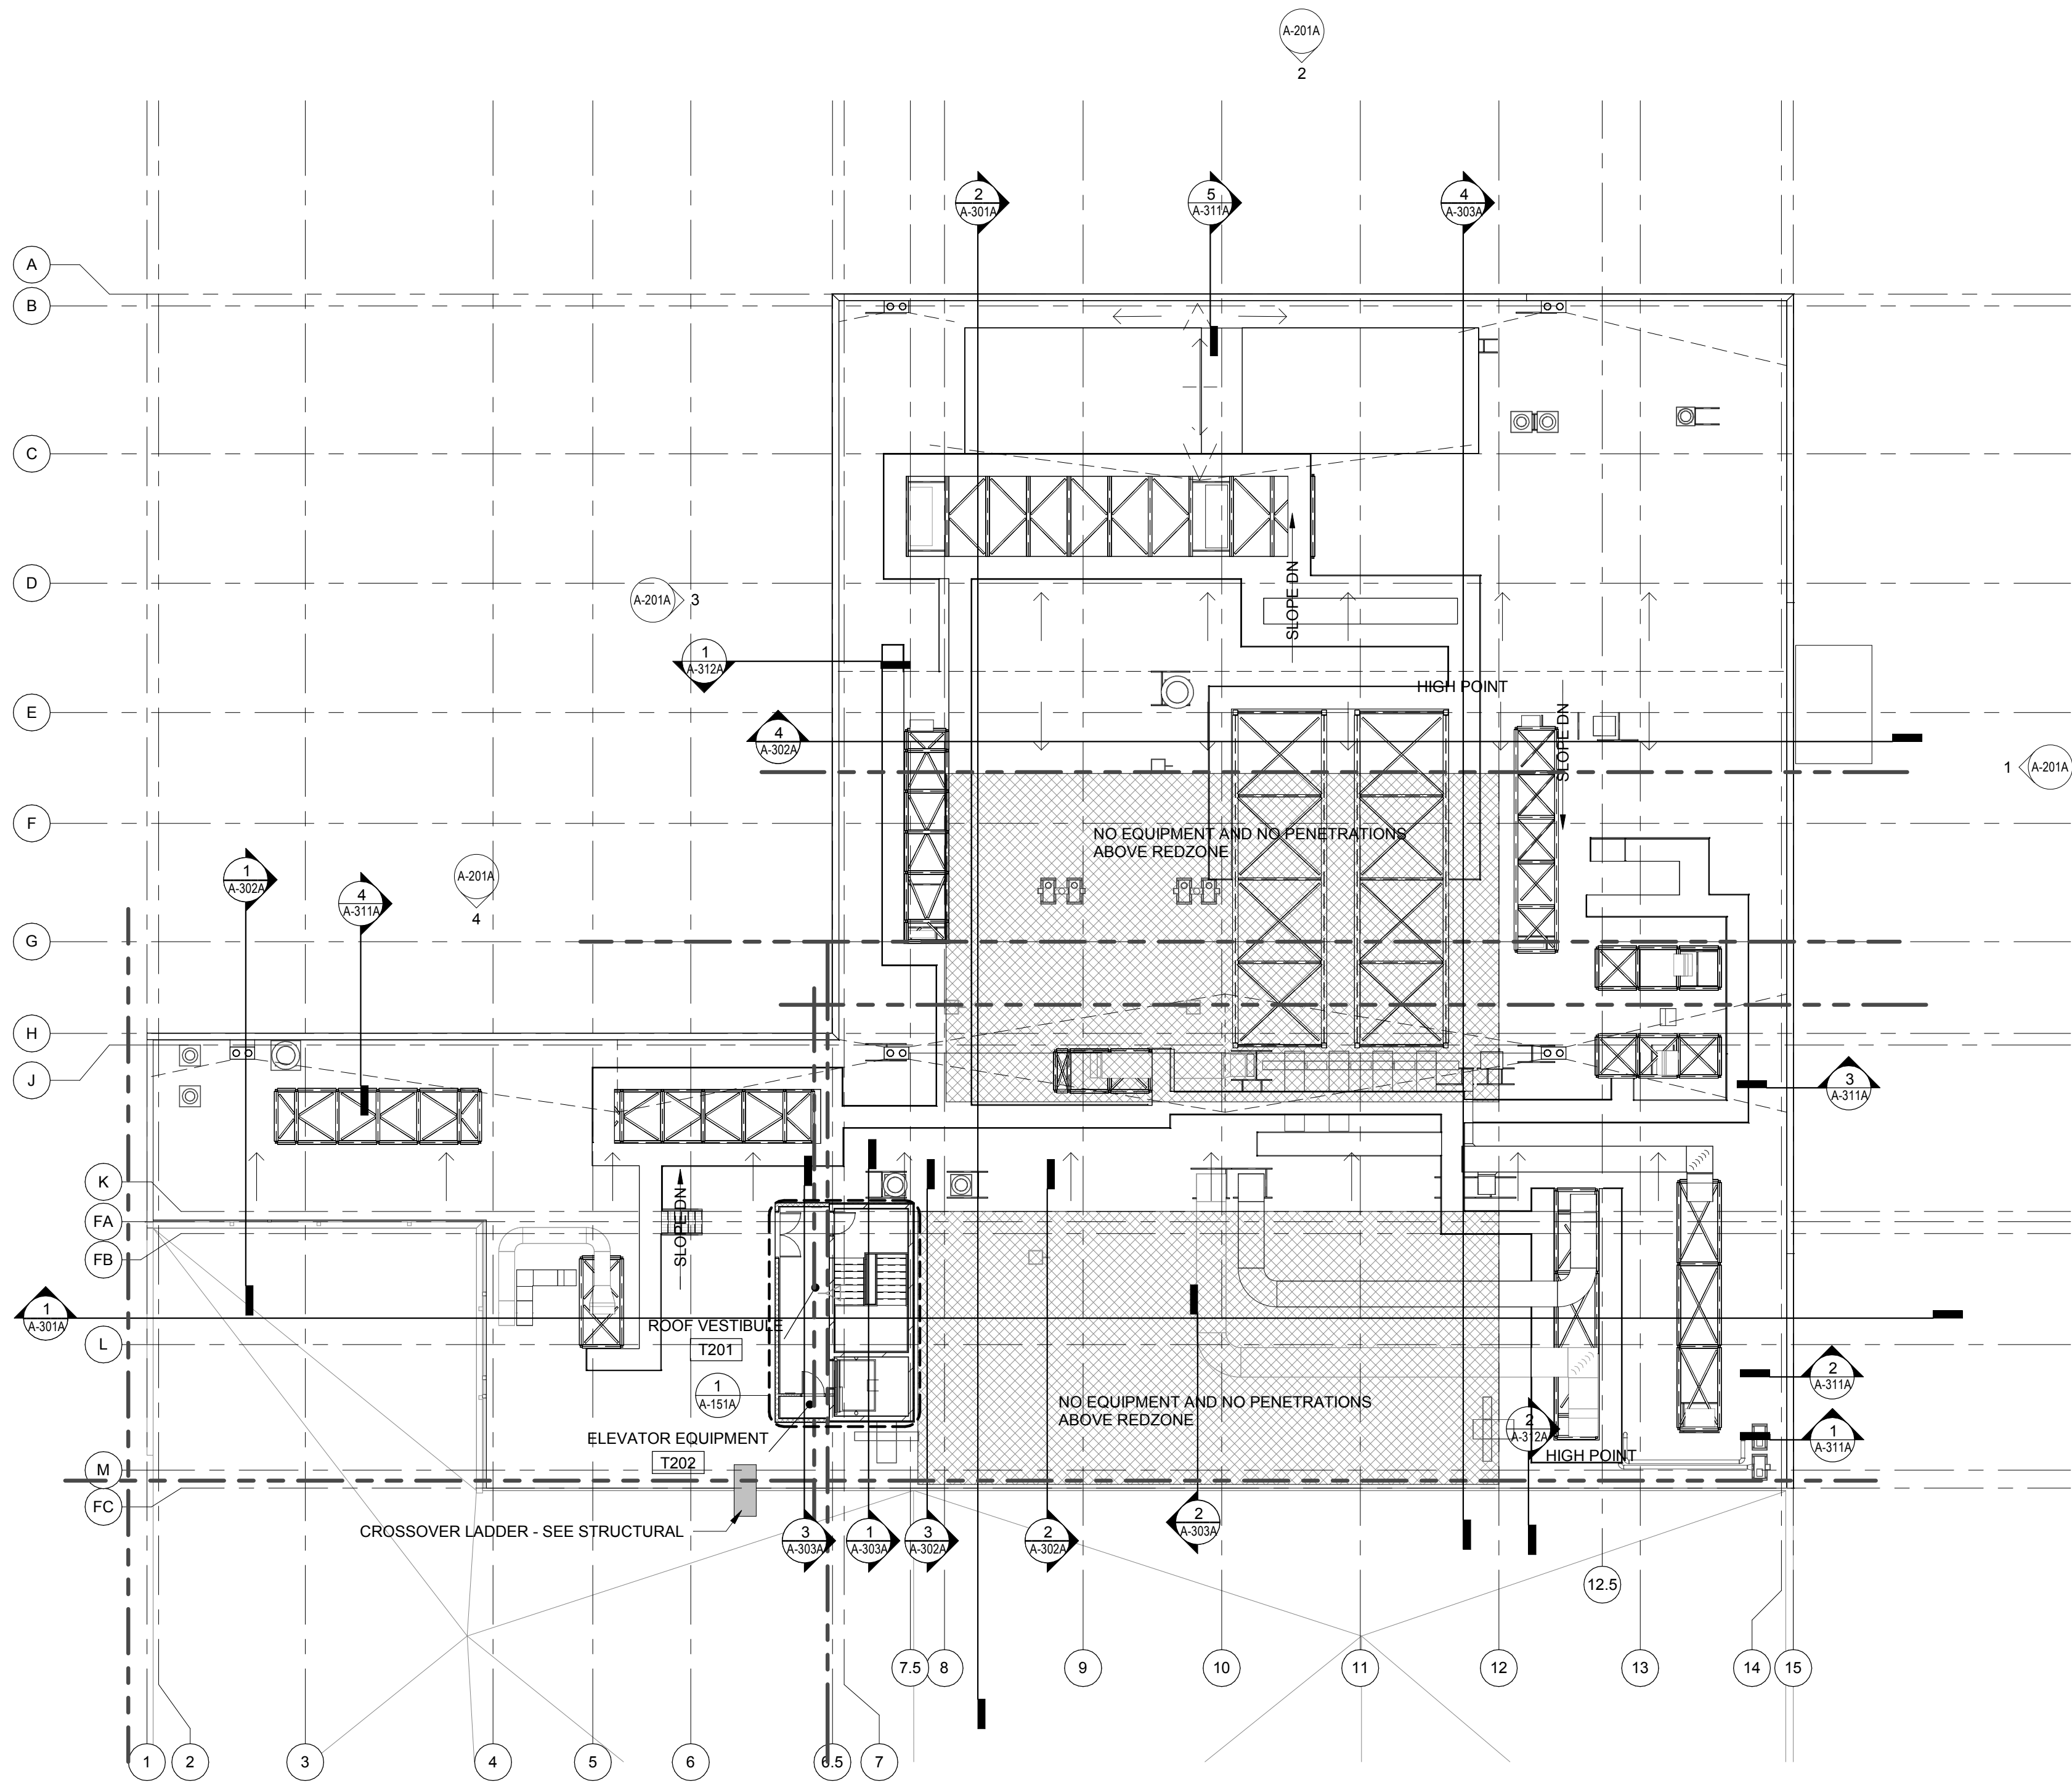 A-201A
2
2
A-301A
5
A-311A
4
A-303A
A
B
C
D
SLOPE DN
A-201A
3
1
A-312A
HIGH POINT
E
4
A-302A
SLOPE DN
1
A-201A
F
NO EQUIPMENT AND NO PENETRATIONS
ABOVE REDZONE
1
A-302A
4
A-311A
A-201A
4
G
H
J
3
A-311A
K
FA
FB
SLOPE DN
1
A-301A
ROOF VESTIBULE
T201
L
2
A-311A
1
A-151A
NO EQUIPMENT AND NO PENETRATIONS
ABOVE REDZONE
2
A-312A
1
A-311A
ELEVATOR EQUIPMENT
T202
HIGH POINT
M
FC
CROSSOVER LADDER - SEE STRUCTURAL
3
A-303A
1
A-303A
3
A-302A
2
A-302A
2
A-303A
12.5
7.5
8
9
10
11
12
13
14
15
1
2
3
4
5
6
6.5
7